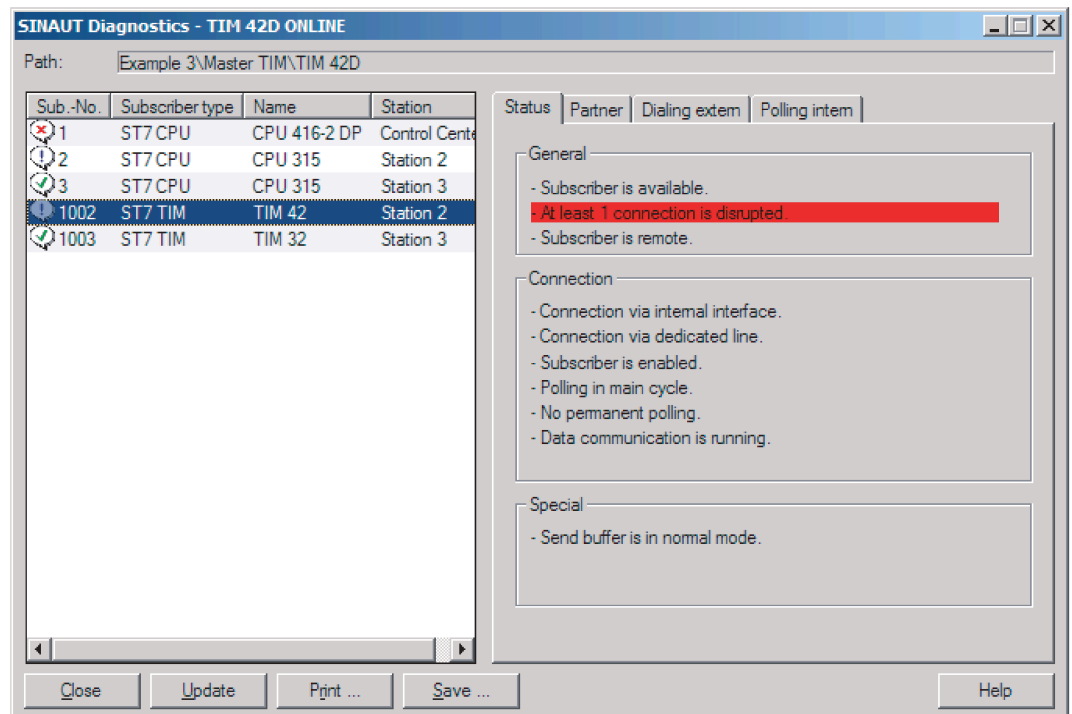 SINAUT Diagnostics - TIM 42D ONLINE
Path: Example 3\Master TIM\TIM 42D
Sub.-No. Subscriber type Name Station
1 ST7 CPU CPU 416-2 DP Control Cente
2 ST7 CPU CPU 315 Station 2
3 ST7 CPU CPU 315 Station 3
1002 ST7 TIM TIM 42 Station 2
1003 ST7 TIM TIM 32 Station 3
Status Partner Dialing extern Polling intern
General
- Subscriber is available.
- At least 1 connection is disrupted.
- Subscriber is remote.
Connection
- Connection via internal interface.
- Connection via dedicated line.
- Subscriber is enabled.
- Polling in main cycle.
- No permanent polling.
- Data communication is running.
Special
- Send buffer is in normal mode.
Close Update Print ... Save ... Help